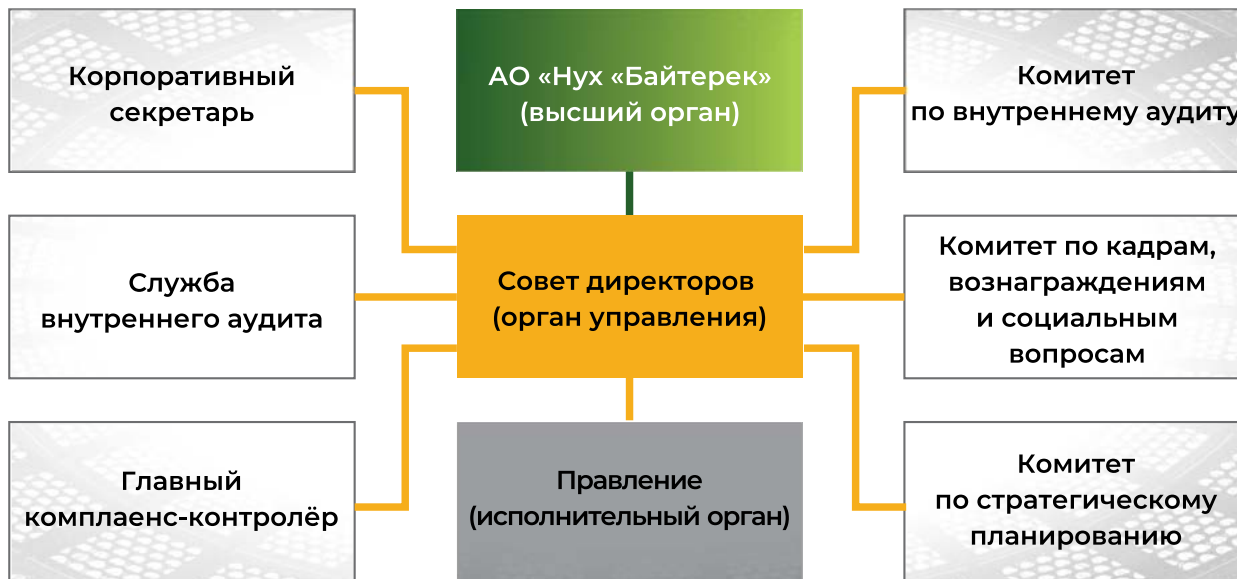 Корпоративный
секретарь
АО «Нух «Байтерек»
(высший орган)
Комитет
по внутреннему аудиту
Служба
внутреннего аудита
Совет директоров
(орган управления)
Комитет по кадрам,
вознаграждениям
и социальным
вопросам
Главный
комплаенс-контролёр
Правление
(исполнительный орган)
Комитет
по стратегическому
планированию